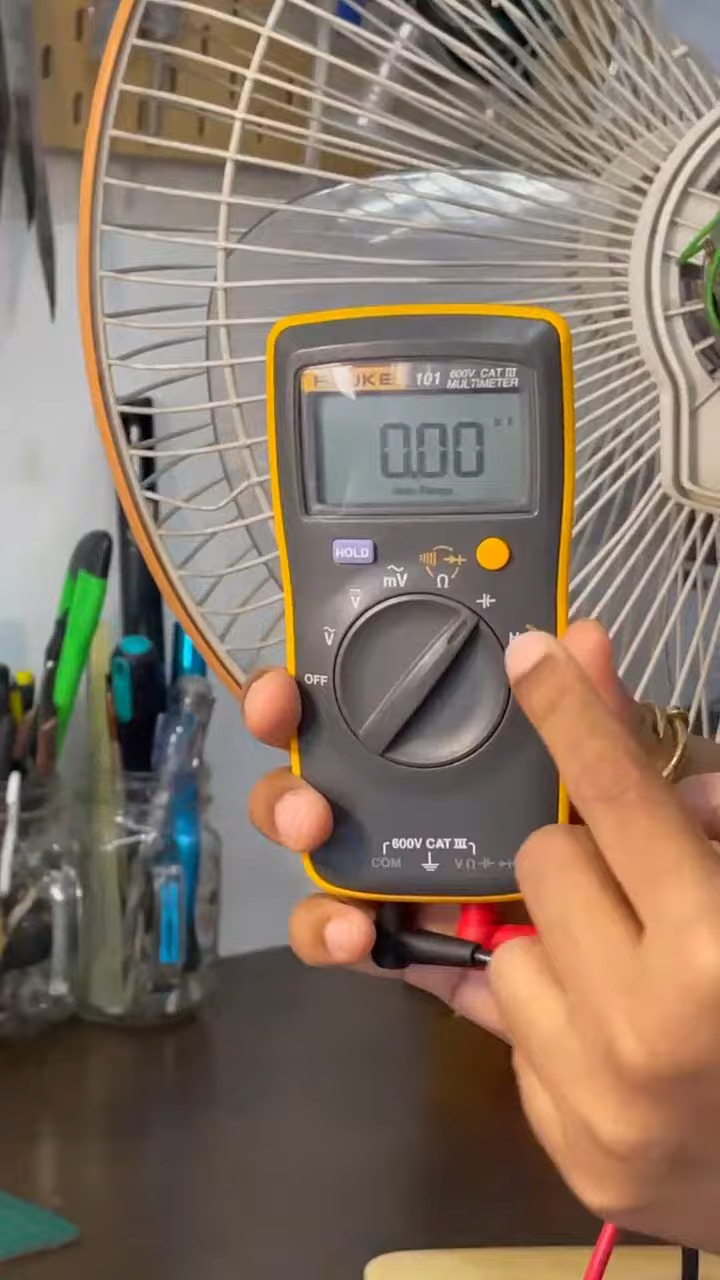 FLUKE 101 600V CAT III
MULTIMETER
0.00
Auto Range
HOLD
mV
Ω
V
V
OFF
600V CAT III
COM
VΩ